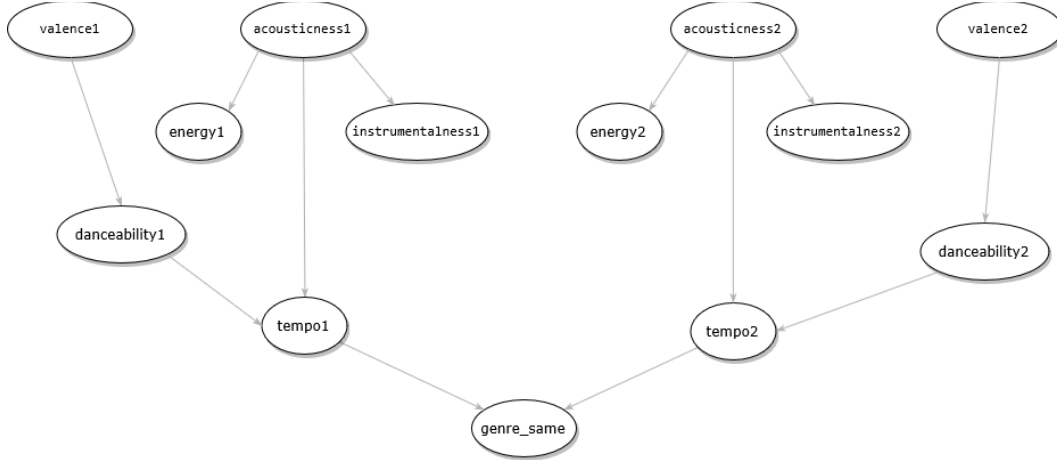 valence1
acousticness1
acousticness2
valence2
energy1
instrumentalness1
energy2
instrumentalness2
danceability1
danceability2
tempo1
tempo2
genre_same